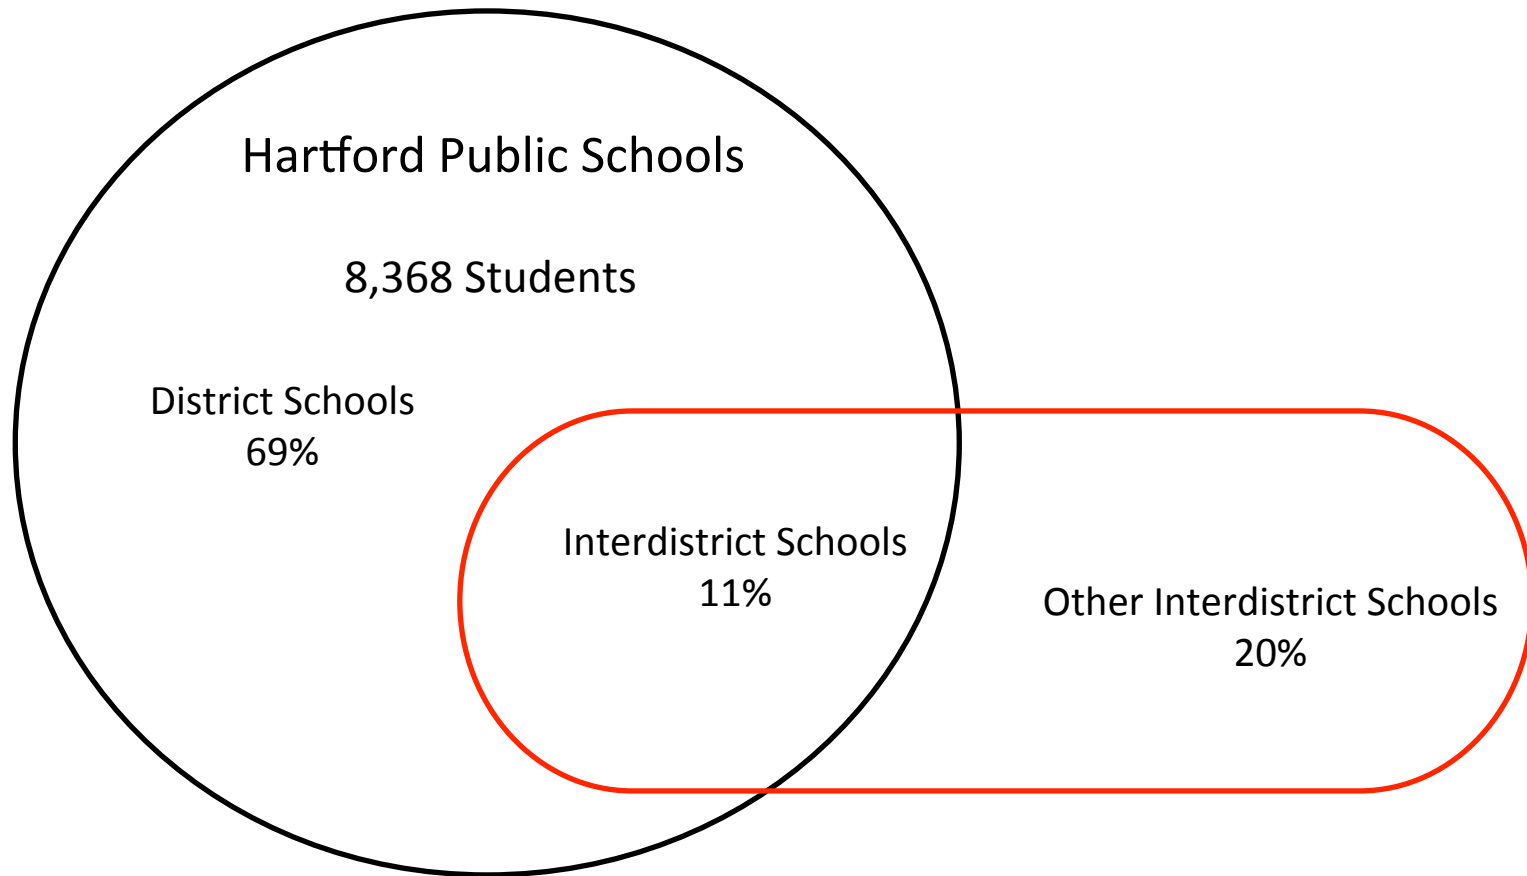 Hartford Public Schools
8,368 Students
District Schools
69%
Interdistrict Schools
11%
Other Interdistrict Schools
20%